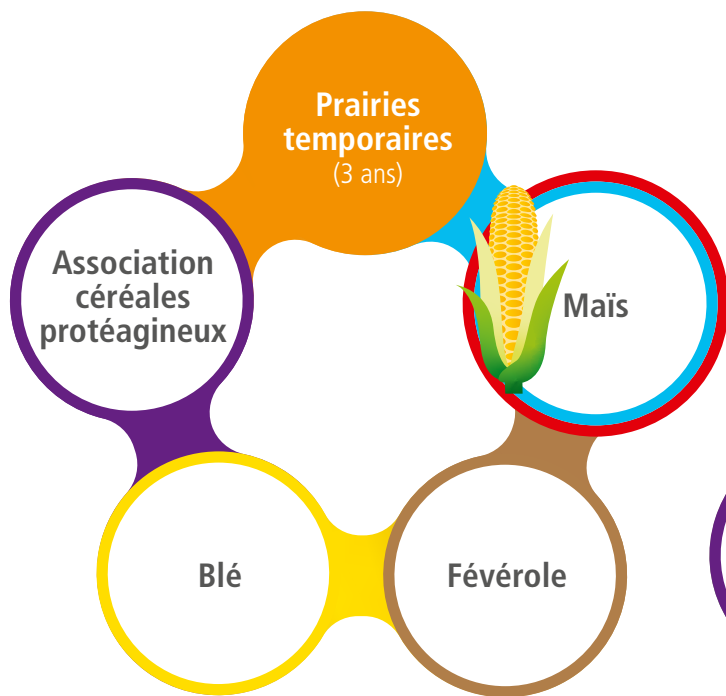 Prairies
temporaires
(3 ans)
Association
céréales
protéagineux
Maïs
Blé
Févérole